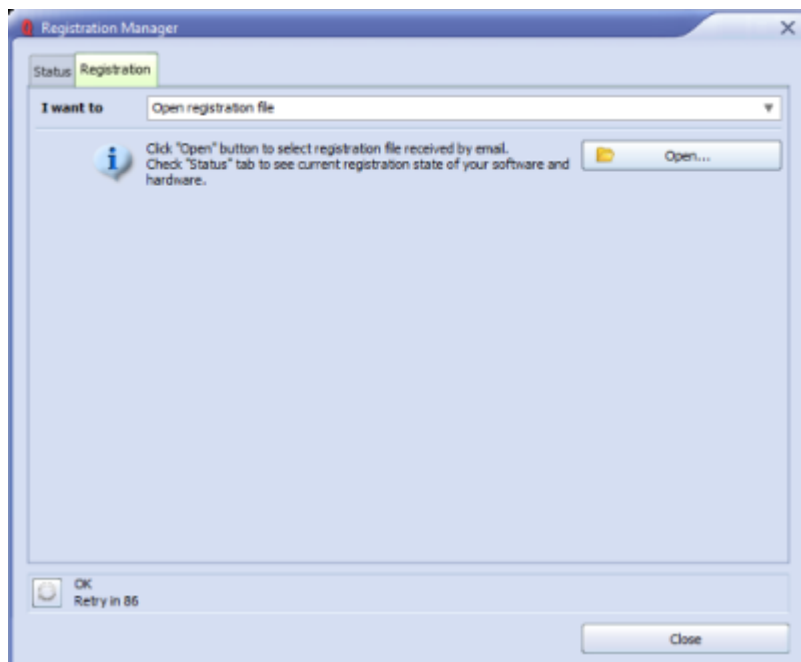 Registration Manager
Status Registration
I want to Open registration file
Click "Open" button to select registration file received by email.
Check "Status" tab to see current registration state of your software and
hardware.
Open...
OK
Retry in 86
Close